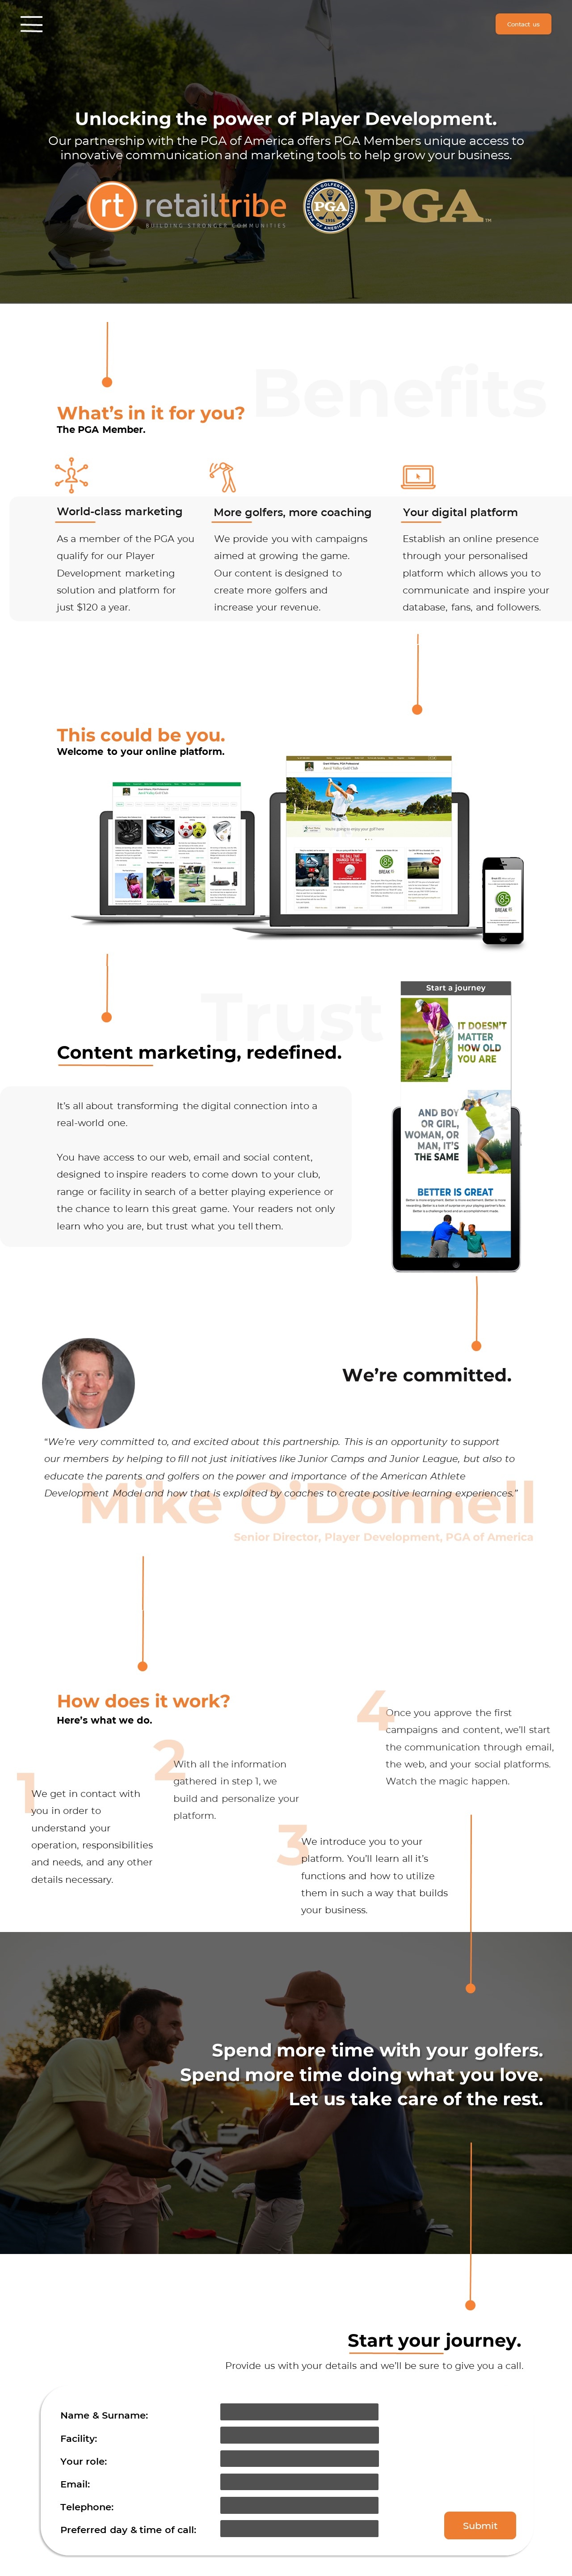 Contact us
Unlocking the power of Player Development.
Our partnership with the PGA of America offers PGA Members unique access to
innovative communication and marketing tools to help grow your business.
rt retailtribe
BUILDING STRONGER COMMUNITIES
PGA
PGA
Benefits
What's in it for you?
The PGA Member.
World-class marketing
As a member of the PGA you
qualify for our Player
Development marketing
solution and platform for
just $120 a year.
More golfers, more coaching
We provide you with campaigns
aimed at growing the game.
Our content is designed to
create more golfers and
increase your revenue.
Your digital platform
Establish an online presence
through your personalised
platform which allows you to
communicate and inspire your
database, fans, and followers.
This could be you.
Welcome to your online platform.
BREAK
BREAK
Trust
Content marketing, redefined.
It's all about transforming the digital connection into a
real-world one.
You have access to our web, email and social content,
designed to inspire readers to come down to your club,
range or facility in search of a better playing experience or
the chance to learn this great game. Your readers not only
learn who you are, but trust what you tell them.
Start a journey
IT DOESN'T
MATTER
HOW OLD
YOU ARE
AND BOY
OR GIRL,
WOMAN, OR
MAN, IT'S
THE SAME
BETTER IS GREAT
We're committed.
"We're very committed to, and excited about this partnership. This is an opportunity to support
our members by helping to fill not just initiatives like Junior Camps and Junior League, but also to
educate the parents and golfers on the power and importance of the American Athlete
Development Model and how that is exploited by coaches to create positive learning experiences."
Mike O'Donnell
Senior Director, Player Development, PGA of America
How does it work?
Here's what we do.
1
We get in contact with
you in order to
understand your
operation, responsibilities
and needs, and any other
details necessary.
2
With all the information
gathered in step 1, we
build and personalize your
platform.
3
We introduce you to your
platform. You'll learn all it's
functions and how to utilize
them in such a way that builds
your business.
4
Once you approve the first
campaigns and content, we'll start
the communication through email,
the web, and your social platforms.
Watch the magic happen.
Spend more time with your golfers.
Spend more time doing what you love.
Let us take care of the rest.
Start your journey.
Provide us with your details and we'll be sure to give you a call.
Name & Surname:
Facility:
Your role:
Email:
Telephone:
Preferred day & time of call:
Submit